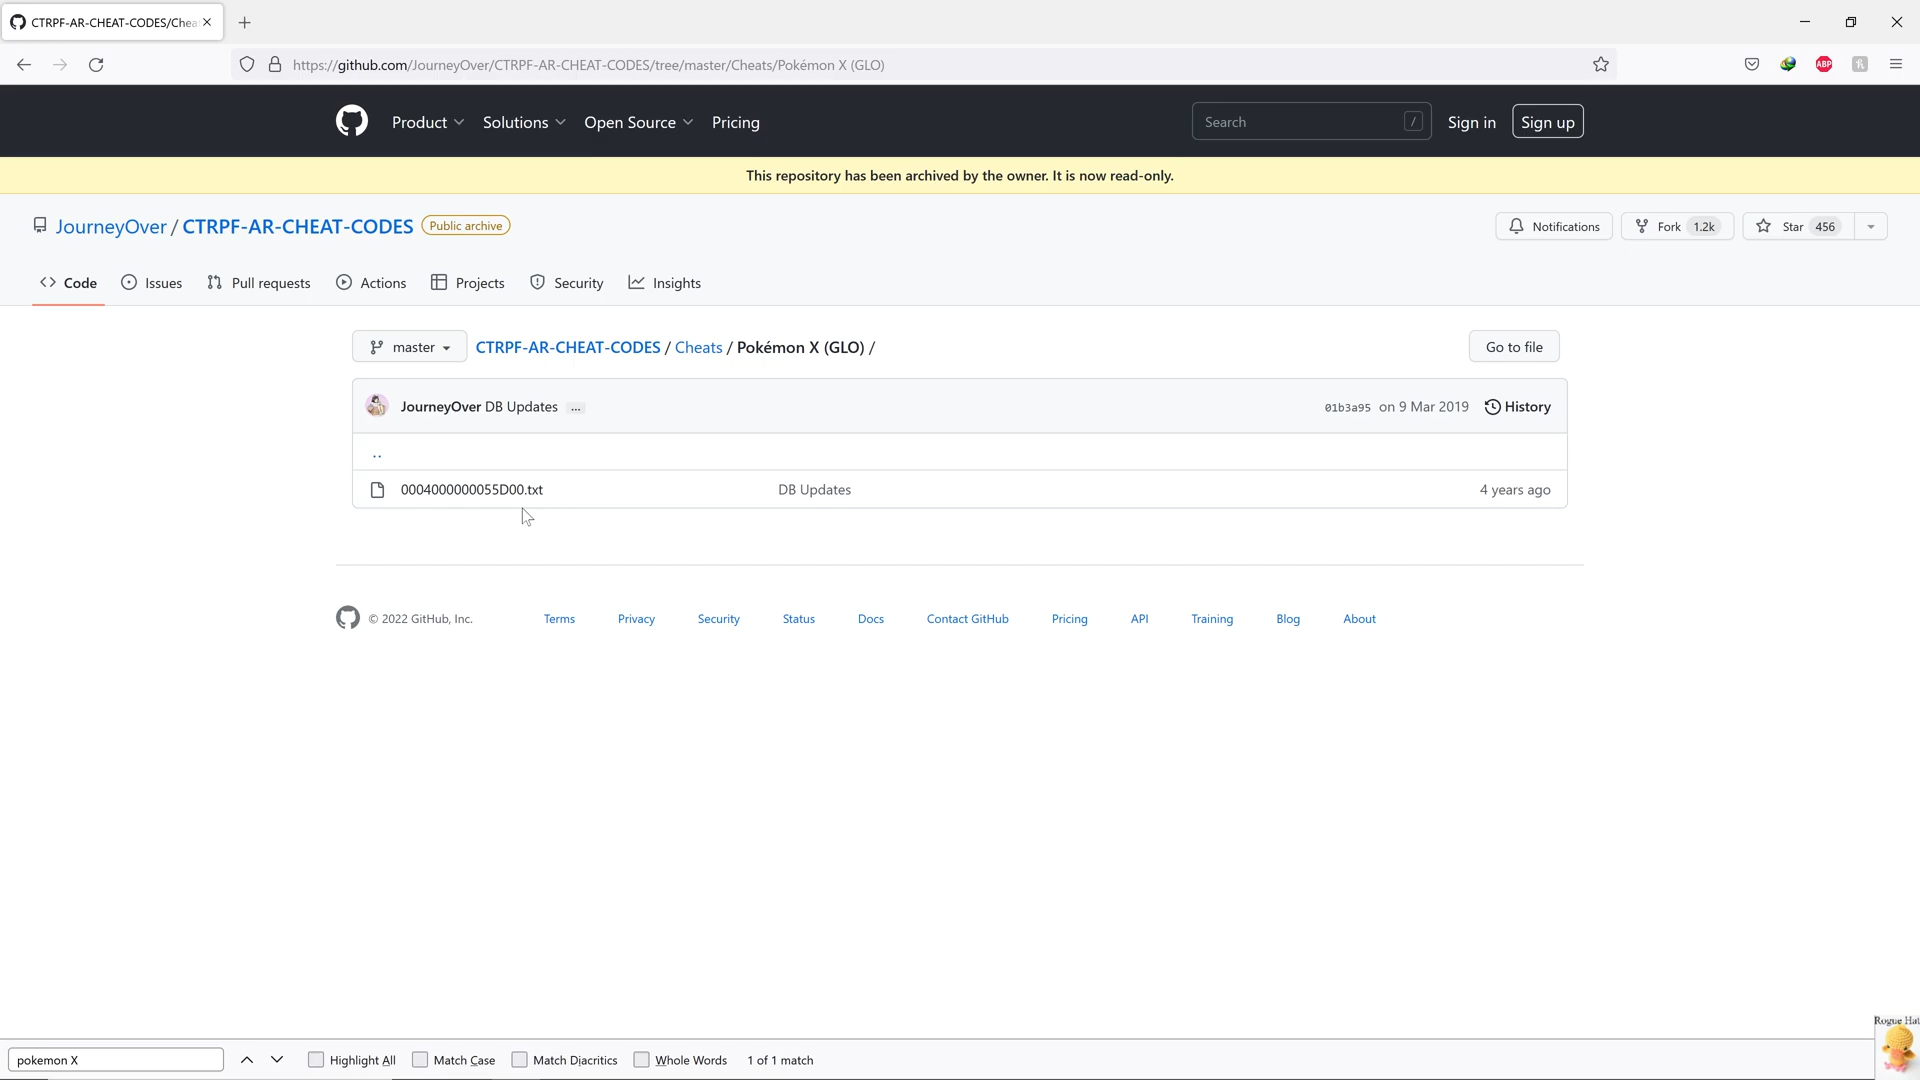 CTRPF-AR-CHEAT-CODES/Chea
https://github.com/JourneyOver/CTRPF-AR-CHEAT-CODES/tree/master/Cheats/Pokémon X (GLO)
ABP
Product Solutions Open Source Pricing Search / Sign in Sign up
This repository has been archived by the owner. It is now read-only.
JourneyOver / CTRPF-AR-CHEAT-CODES Public archive Notifications Fork 1.2k Star 456
Code Issues Pull requests Actions Projects Security Insights
master CTRPF-AR-CHEAT-CODES / Cheats / Pokémon X (GLO) / Go to file
JourneyOver DB Updates ... 01b3a95 on 9 Mar 2019 History
..
0004000000055D00.txt DB Updates 4 years ago
© 2022 GitHub, Inc. Terms Privacy Security Status Docs Contact GitHub Pricing API Training Blog About
Rogue Hat
pokemon X Highlight All Match Case Match Diacritics Whole Words 1 of 1 match